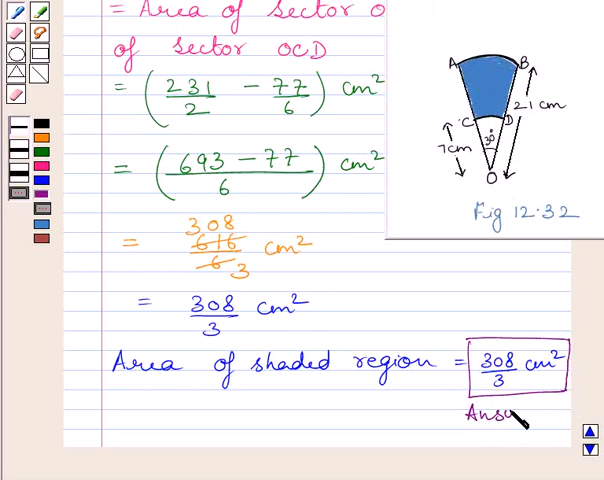 = Area of sector O
of sector OCD
= (231/2 - 77/6) cm²
= (693 - 77 / 6) cm²
308
= 616/6 3 cm²
= 308/3 cm²
Area of shaded region = 308/3 cm²
Ansu
A B
21 cm
C D
7cm
30°
O
Fig 12.32